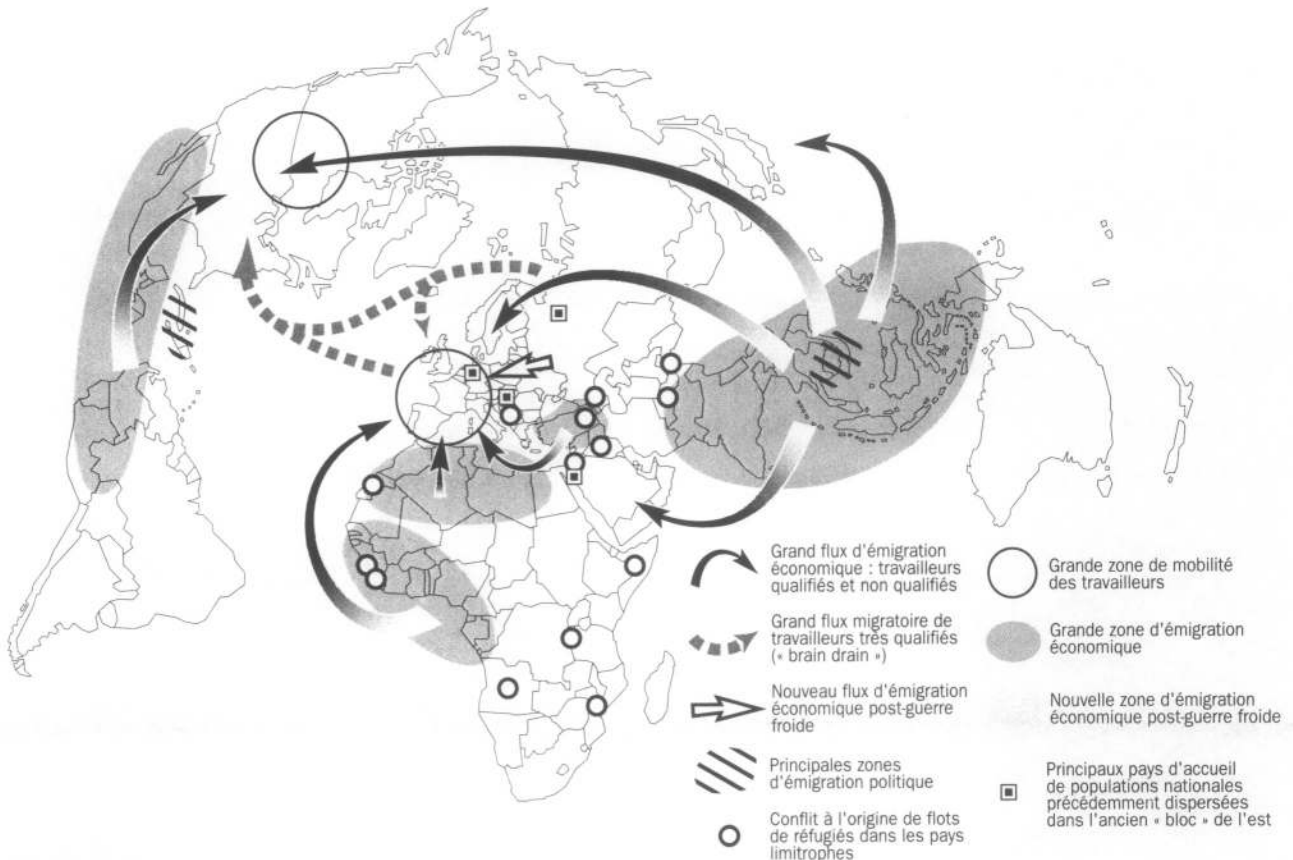 Grand flux d'émigration
économique : travailleurs
qualifiés et non qualifiés
Grand flux migratoire de
travailleurs très qualifiés
(« brain drain »)
Nouveau flux d'émigration
économique post-guerre
froide
Principales zones
d'émigration politique
Conflit à l'origine de flots
de réfugiés dans les pays
limitrophes
Grande zone de mobilité
des travailleurs
Grande zone d'émigration
économique
Nouvelle zone d'émigration
économique post-guerre froide
Principaux pays d'accueil
de populations nationales
précédemment dispersées
dans l'ancien « bloc » de l'est